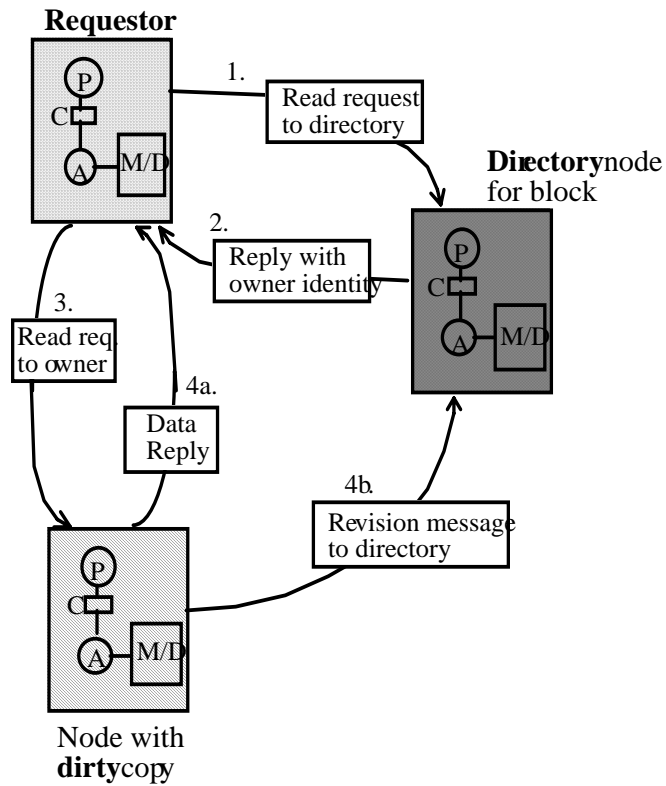 Requestor
1.
P
C
A
M/D
Read request
to directory
Directory node
for block
2.
Reply with
owner identity
P
C
A
M/D
3.
Read req.
to owner
4a.
Data
Reply
4b.
Revision message
to directory
P
C
A
M/D
Node with
dirty copy